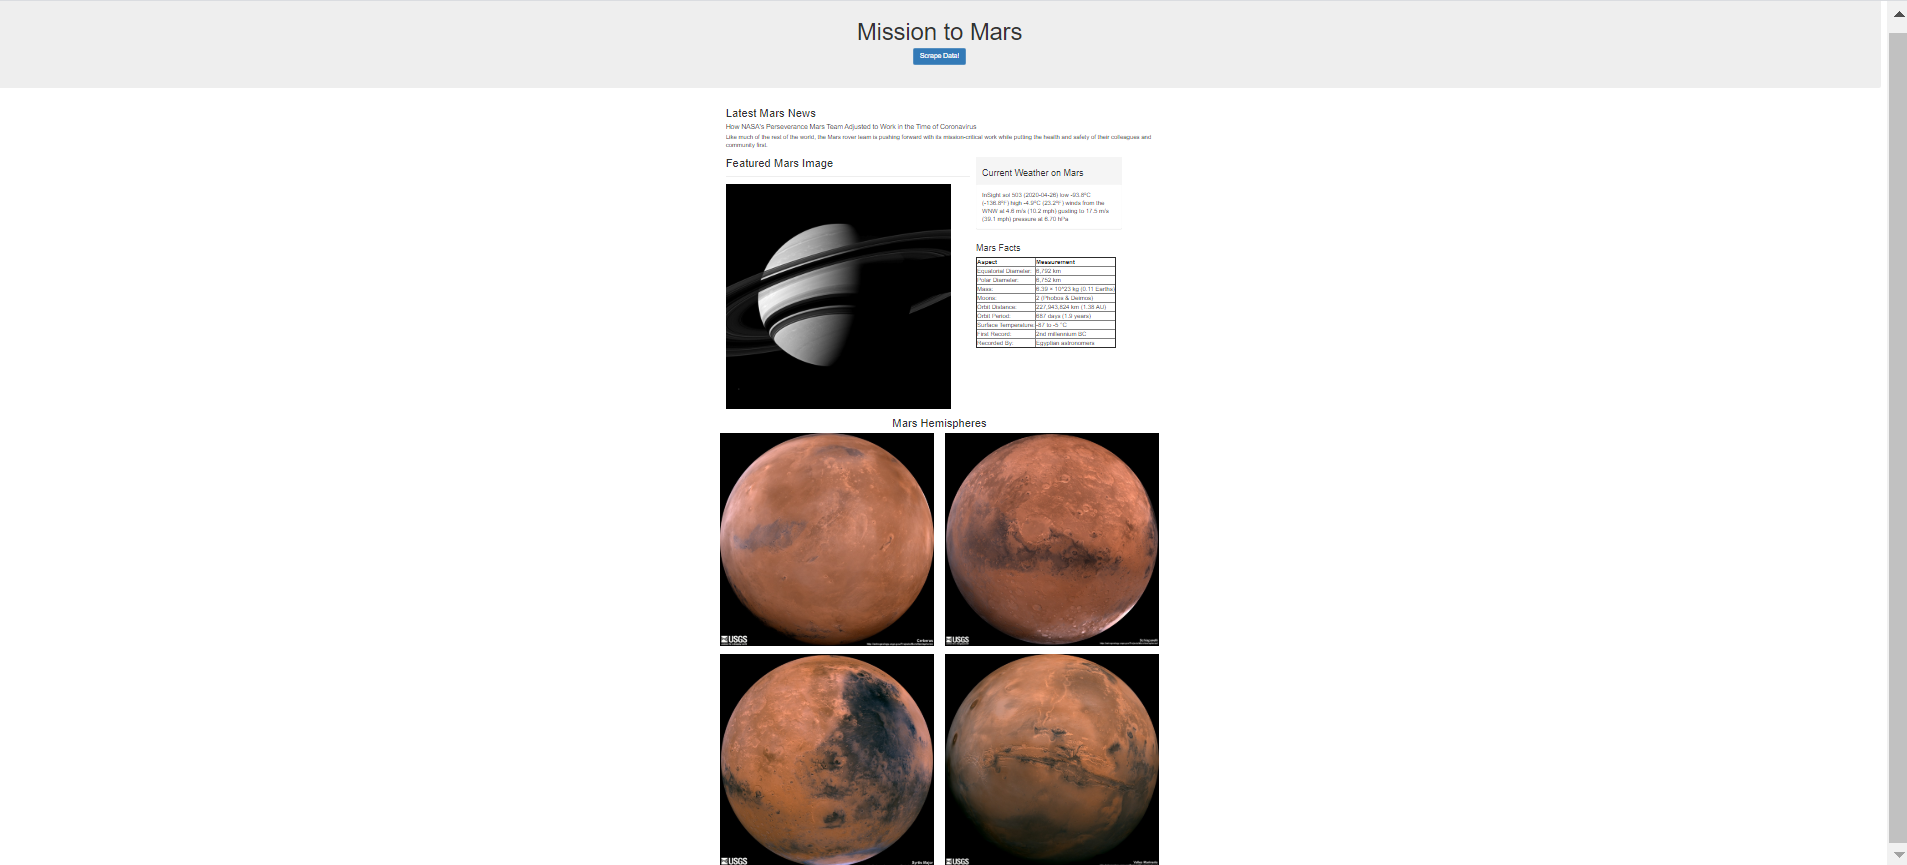 Mission to Mars
Scrape Data!
Latest Mars News
How NASA's Perseverance Mars Team Adjusted to Work in the Time of Coronavirus
Like much of the rest of the world, the Mars rover team is pushing forward with its mission-critical work while putting the health and safety of their colleagues and
community first.
Featured Mars Image
Current Weather on Mars
InSight sol 503 (2020-04-26) low -93.8ºC
(-136.8ºF) high -4.9ºC (23.2ºF) winds from the
WNW at 4.6 m/s (10.2 mph) gusting to 17.5 m/s
(39.1 mph) pressure at 6.70 hPa
Mars Facts
Aspect Measurement
Equatorial Diameter: 6,792 km
Polar Diameter: 6,752 km
Mass: 6.39 × 10^23 kg (0.11 Earths)
Moons: 2 (Phobos & Deimos)
Orbit Distance: 227,943,824 km (1.38 AU)
Orbit Period: 687 days (1.9 years)
Surface Temperature: -87 to -5 °C
First Record: 2nd millennium BC
Recorded By: Egyptian astronomers
Mars Hemispheres
USGS
Cerberus
USGS
Schiaparelli
USGS
Syrtis Major
USGS
Valles Marineris